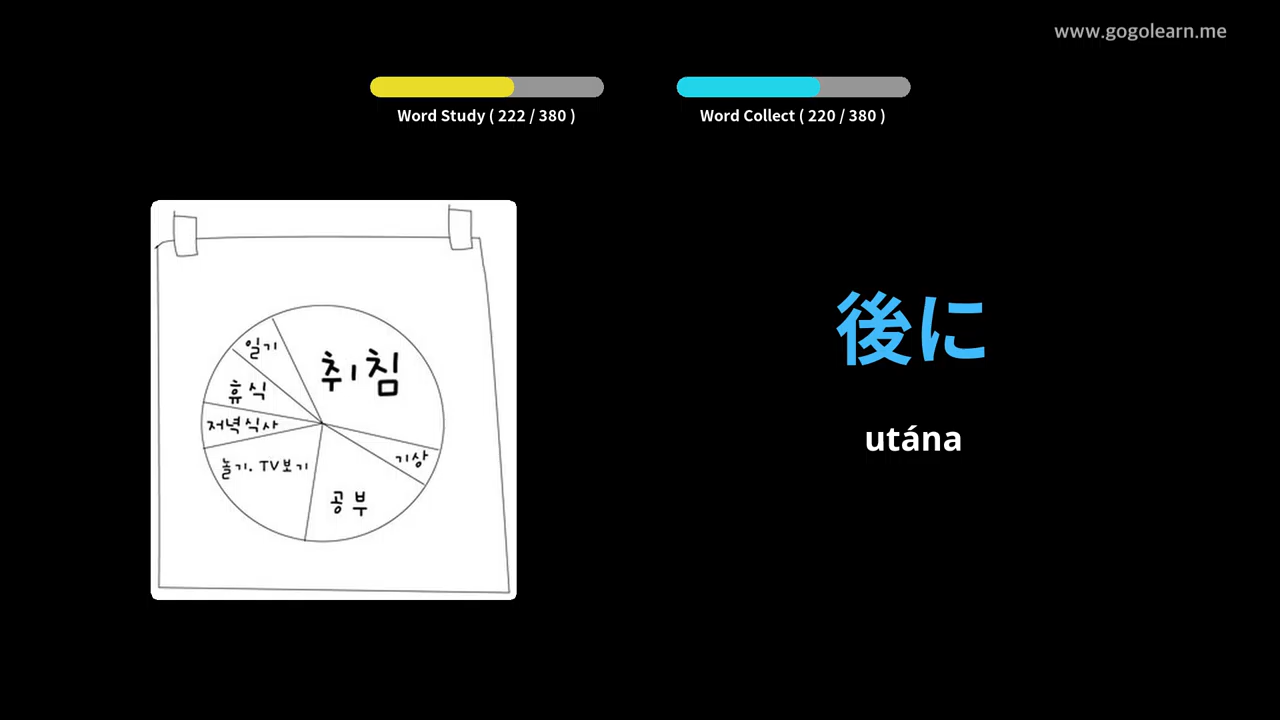 www.gogolearn.me
Word Study ( 222 / 380 )
Word Collect ( 220 / 380 )
일기
취침
휴식
저녁식사
놀기. TV보기
기상
공부
後に
utána